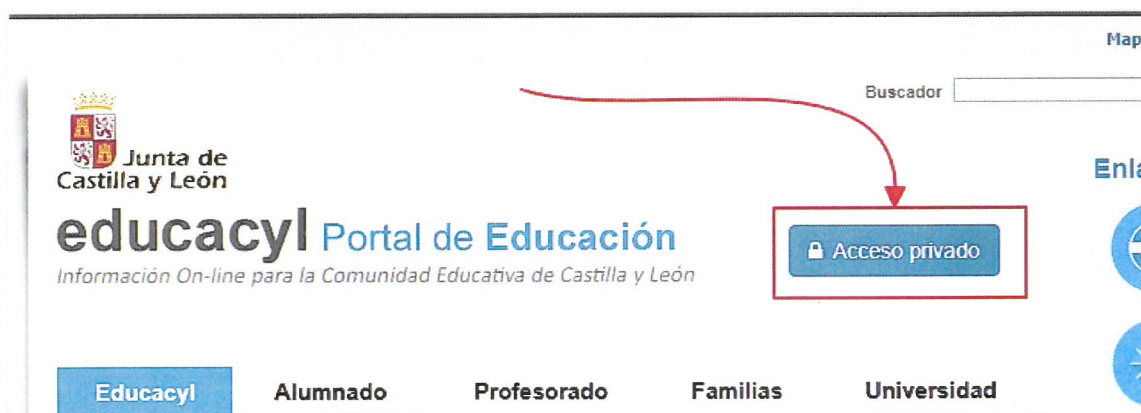 Map
Buscador
Junta de
Castilla y León
Enla
educacyl Portal de Educación
Acceso privado
Información On-line para la Comunidad Educativa de Castilla y León
Educacyl Alumnado Profesorado Familias Universidad